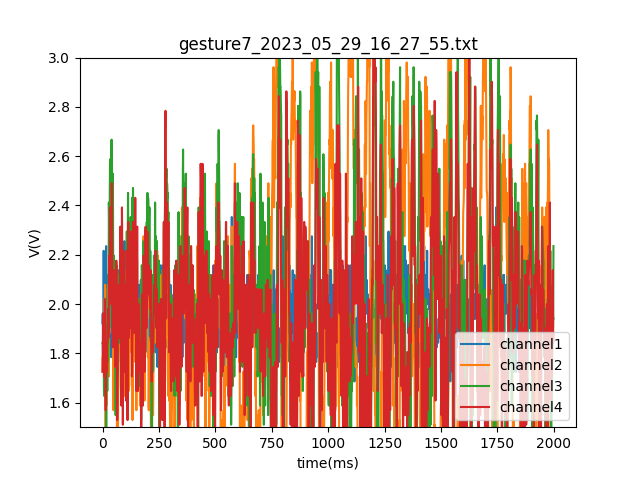 gesture7_2023_05_29_16_27_55.txt
3.0
2.8
2.6
2.4
2.2
2.0
1.8
1.6
V(V)
channel1
channel2
channel3
channel4
0 250 500 750 1000 1250 1500 1750 2000
time(ms)